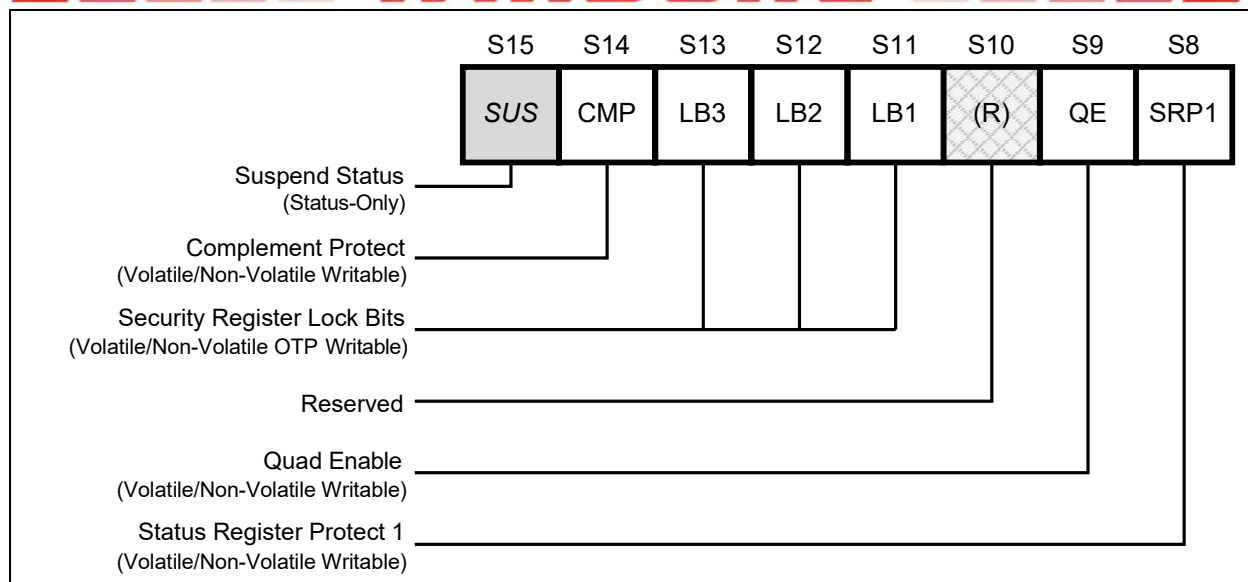 S15 S14 S13 S12 S11 S10 S9 S8
SUS CMP LB3 LB2 LB1 (R) QE SRP1
Suspend Status
(Status-Only)
Complement Protect
(Volatile/Non-Volatile Writable)
Security Register Lock Bits
(Volatile/Non-Volatile OTP Writable)
Reserved
Quad Enable
(Volatile/Non-Volatile Writable)
Status Register Protect 1
(Volatile/Non-Volatile Writable)